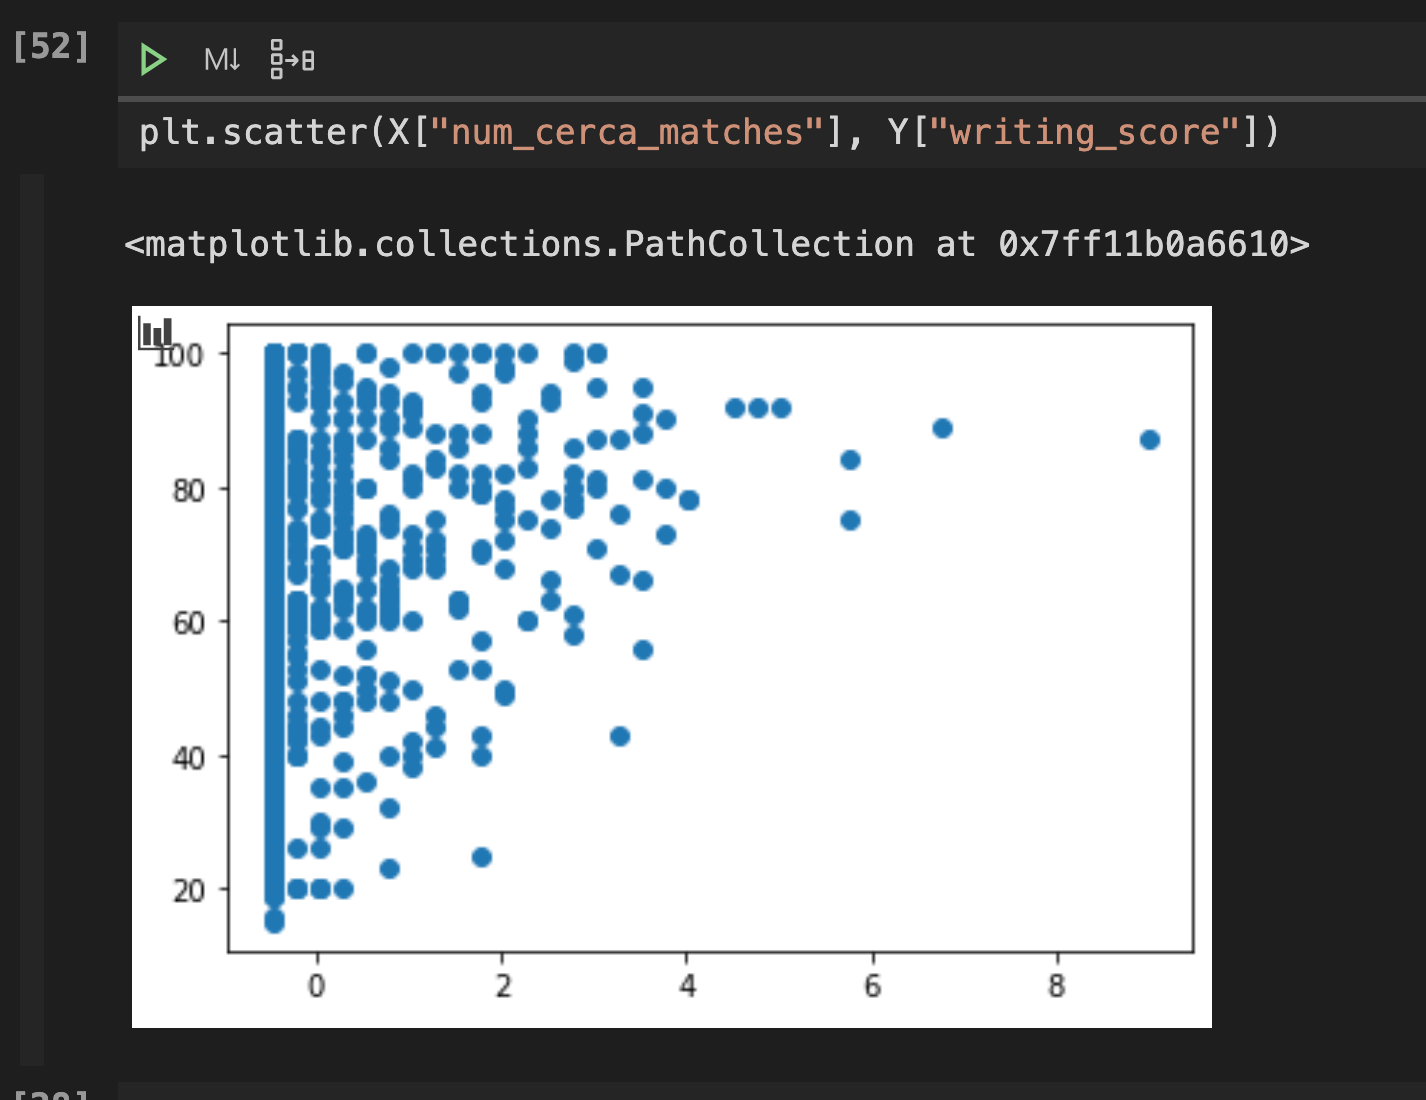 [52]
M↓
plt.scatter(X["num_cerca_matches"], Y["writing_score"])
<matplotlib.collections.PathCollection at 0x7ff11b0a6610>
100
80
60
40
20
0 2 4 6 8
[28]